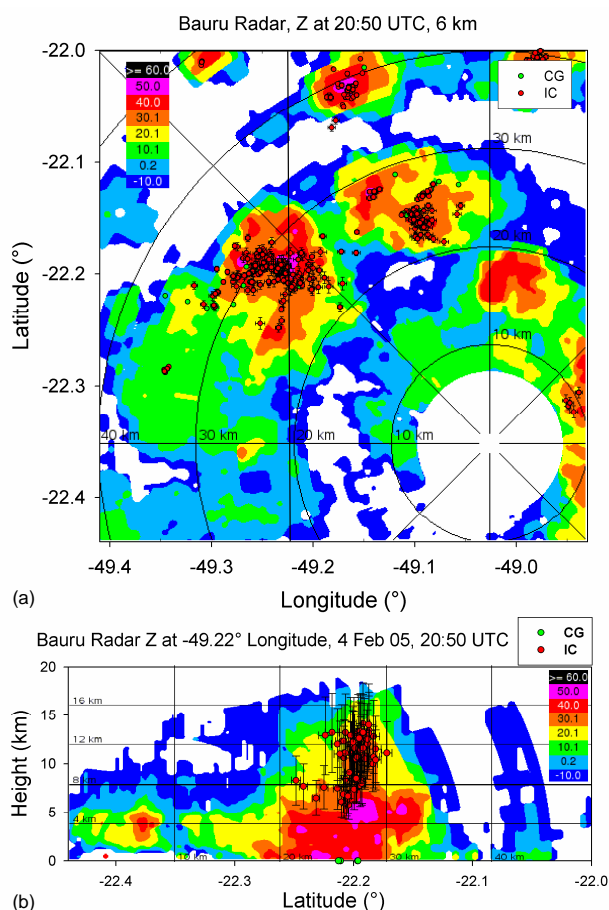 Bauru Radar, Z at 20:50 UTC, 6 km
-22.0
-22.1
-22.2
-22.3
-22.4
Latitude (°)
>= 60.0
50.0
40.0
30.1
20.1
10.1
0.2
-10.0
CG
IC
30 km
20 km
10 km
40 km
30 km
20 km
10 km
-49.4
-49.3
-49.2
-49.1
-49.0
Longitude (°)
(a)
Bauru Radar Z at -49.22° Longitude, 4 Feb 05, 20:50 UTC
CG
IC
20
15
10
5
0
Height (km)
16 km
12 km
8 km
4 km
>= 60.0
50.0
40.0
30.1
20.1
10.1
0.2
-10.0
10 km
20 km
30 km
40 km
-22.4
-22.3
-22.2
-22.1
-22.0
Latitude (°)
(b)